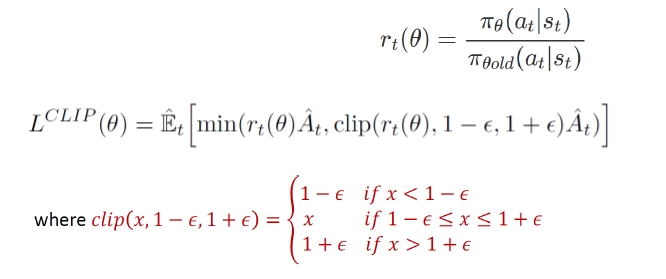 r_t(θ) = π_θ(a_t|s_t) / π_θold(a_t|s_t)
L^{CLIP}(θ) = Ê_t[min(r_t(θ)Â_t, clip(r_t(θ), 1 − ϵ, 1 + ϵ)Â_t)]
1 − ϵ if x < 1 − ϵ
where clip(x, 1 − ϵ, 1 + ϵ) = { x if 1 − ϵ ≤ x ≤ 1 + ϵ
1 + ϵ if x > 1 + ϵ